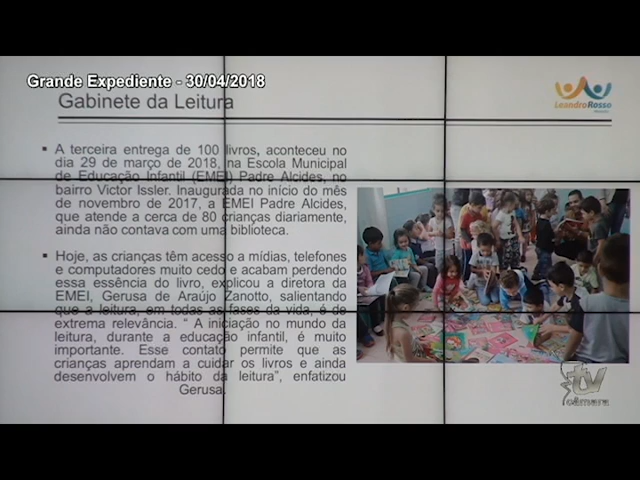 Grande Expediente - 30/04/2018
Gabinete da Leitura
LeandroRosso
▪ A terceira entrega de 100 livros, aconteceu no
dia 29 de março de 2018, na Escola Municipal
de Educação Infantil (EMEI) Padre Alcides, no
bairro Victor Issler. Inaugurada no início do mês
de novembro de 2017, a EMEI Padre Alcides,
que atende a cerca de 80 crianças diariamente,
ainda não contava com uma biblioteca.
▪ Hoje, as crianças têm acesso a mídias, telefones
e computadores muito cedo e acabam perdendo
essa essência do livro, explicou a diretora da
EMEI, Gerusa de Araújo Zanotto, salientando
que a leitura, em todas as fases da vida, é de
extrema relevância. “ A iniciação no mundo da
leitura, durante a educação infantil, é muito
importante. Esse contato permite que as
crianças aprendam a cuidar os livros e ainda
desenvolvem o hábito da leitura”, enfatizou
Gerusa.
tv
câmara